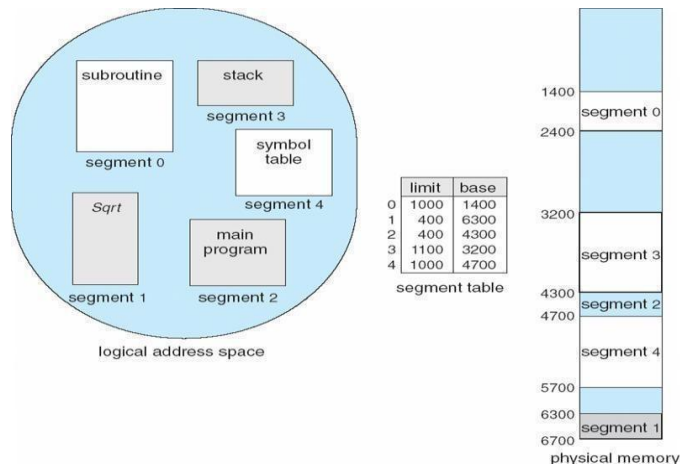 subroutine
segment 0
stack
segment 3
symbol
table
segment 4
Sqrt
segment 1
main
program
segment 2
logical address space
limit base
0 1000 1400
1 400 6300
2 400 4300
3 1100 3200
4 1000 4700
segment table
1400
segment 0
2400
3200
segment 3
4300
segment 2
4700
segment 4
5700
6300
segment 1
6700
physical memory